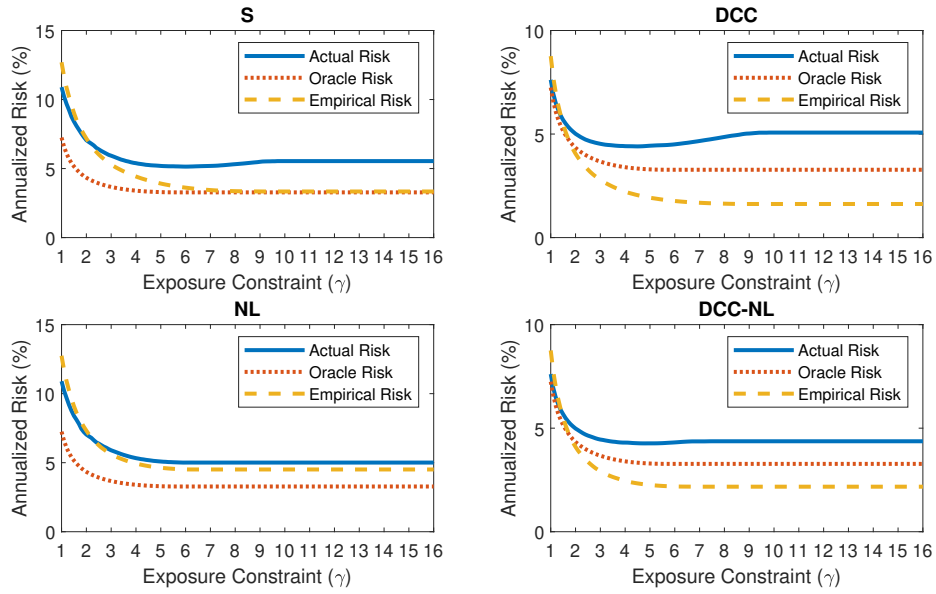 S
Annualized Risk (%)
15
10
5
0
Actual Risk
Oracle Risk
Empirical Risk
1 2 3 4 5 6 7 8 9 10 11 12 13 14 15 16
Exposure Constraint (γ)
DCC
Annualized Risk (%)
10
5
0
Actual Risk
Oracle Risk
Empirical Risk
1 2 3 4 5 6 7 8 9 10 11 12 13 14 15 16
Exposure Constraint (γ)
NL
Annualized Risk (%)
15
10
5
0
Actual Risk
Oracle Risk
Empirical Risk
1 2 3 4 5 6 7 8 9 10 11 12 13 14 15 16
Exposure Constraint (γ)
DCC-NL
Annualized Risk (%)
10
5
0
Actual Risk
Oracle Risk
Empirical Risk
1 2 3 4 5 6 7 8 9 10 11 12 13 14 15 16
Exposure Constraint (γ)